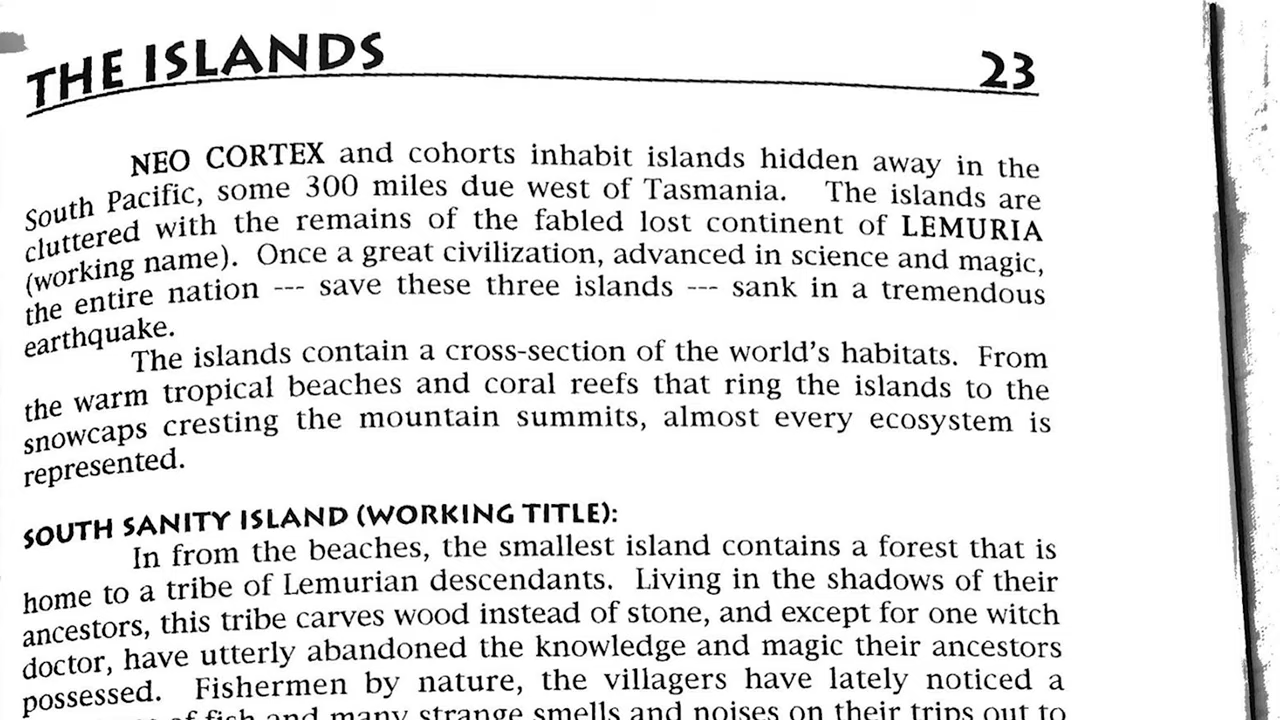 THE ISLANDS 23
NEO CORTEX and cohorts inhabit islands hidden away in the
South Pacific, some 300 miles due west of Tasmania. The islands are
cluttered with the remains of the fabled lost continent of LEMURIA
(working name). Once a great civilization, advanced in science and magic,
the entire nation --- save these three islands --- sank in a tremendous
earthquake.
The islands contain a cross-section of the world's habitats. From
the warm tropical beaches and coral reefs that ring the islands to the
snowcaps cresting the mountain summits, almost every ecosystem is
represented.
SOUTH SANITY ISLAND (WORKING TITLE):
In from the beaches, the smallest island contains a forest that is
home to a tribe of Lemurian descendants. Living in the shadows of their
ancestors, this tribe carves wood instead of stone, and except for one witch
doctor, have utterly abandoned the knowledge and magic their ancestors
possessed. Fishermen by nature, the villagers have lately noticed a
of fish and many strange smells and noises on their trips out to